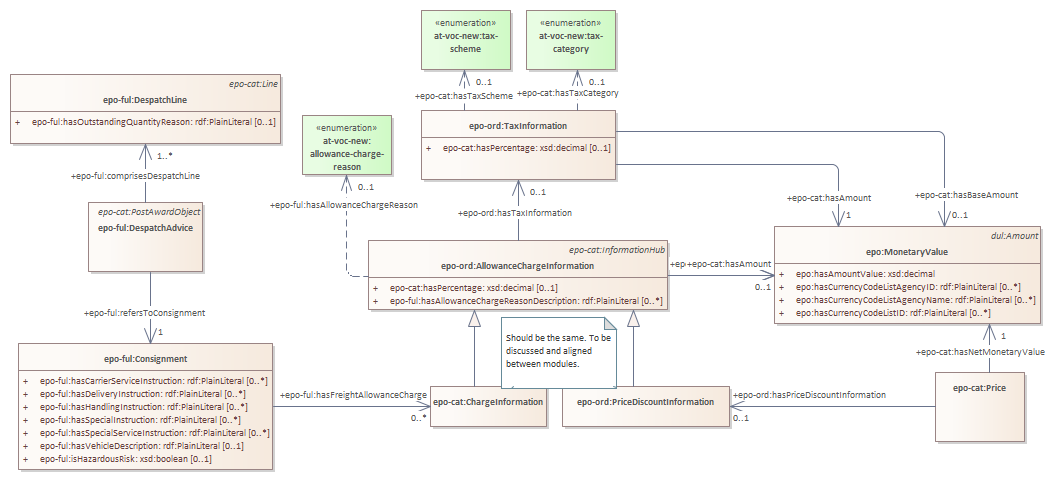 «enumeration»
at-voc-new:tax-
scheme
«enumeration»
at-voc-new:tax-
category
0..1
0..1
+epo-cat:hasTaxScheme
+epo-cat:hasTaxCategory
epo-cat:Line
epo-ful:DespatchLine
+ epo-ful:hasOutstandingQuantityReason: rdf:PlainLiteral [0..1]
«enumeration»
at-voc-new:
allowance-charge-
reason
epo-ord:TaxInformation
+ epo-cat:hasPercentage: xsd:decimal [0..1]
1..*
+epo-ful:comprisesDespatchLine
0..1
+epo-ful:hasAllowanceChargeReason
0..1
+epo-ord:hasTaxInformation
+epo-cat:hasAmount
1
+epo-cat:hasBaseAmount
0..1
epo-cat:PostAwardObject
epo-ful:DespatchAdvice
epo-cat:InformationHub
epo-ord:AllowanceChargeInformation
+ epo-cat:hasPercentage: xsd:decimal [0..1]
+ epo-ful:hasAllowanceChargeReasonDescription: rdf:PlainLiteral [0..*]
+ep +epo-cat:hasAmount
0..1
dul:Amount
epo:MonetaryValue
+ epo:hasAmountValue: xsd:decimal
+ epo:hasCurrencyCodeListAgencyID: rdf:PlainLiteral [0..*]
+ epo:hasCurrencyCodeListAgencyName: rdf:PlainLiteral [0..*]
+ epo:hasCurrencyCodeListID: rdf:PlainLiteral [0..*]
+epo-ful:refersToConsignment
1
Should be the same. To be
discussed and aligned
between modules.
1
+epo-cat:hasNetMonetaryValue
epo-ful:Consignment
+ epo-ful:hasCarrierServiceInstruction: rdf:PlainLiteral [0..*]
+ epo-ful:hasDeliveryInstruction: rdf:PlainLiteral [0..*]
+ epo-ful:hasHandlingInstruction: rdf:PlainLiteral [0..*]
+ epo-ful:hasSpecialInstruction: rdf:PlainLiteral [0..*]
+ epo-ful:hasSpecialServiceInstruction: rdf:PlainLiteral [0..*]
+ epo-ful:hasVehicleDescription: rdf:PlainLiteral [0..1]
+ epo-ful:isHazardousRisk: xsd:boolean [0..1]
+epo-ful:hasFreightAllowanceCharge
0..*
epo-cat:ChargeInformation
epo-ord:PriceDiscountInformation
+epo-ord:hasPriceDiscountInformation
0..1
epo-cat:Price